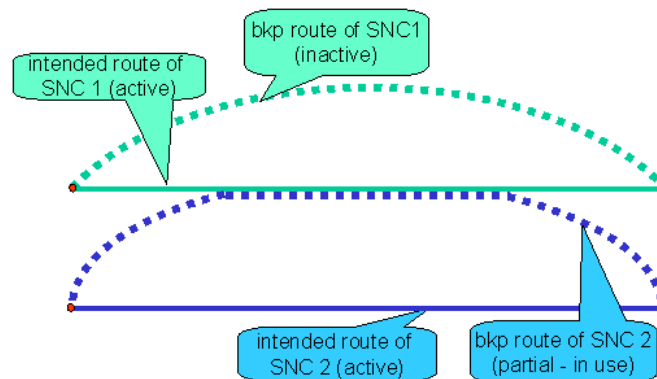 bkp route of SNC1
(inactive)
intended route of
SNC 1 (active)
intended route of
SNC 2 (active)
bkp route of SNC 2
(partial - in use)